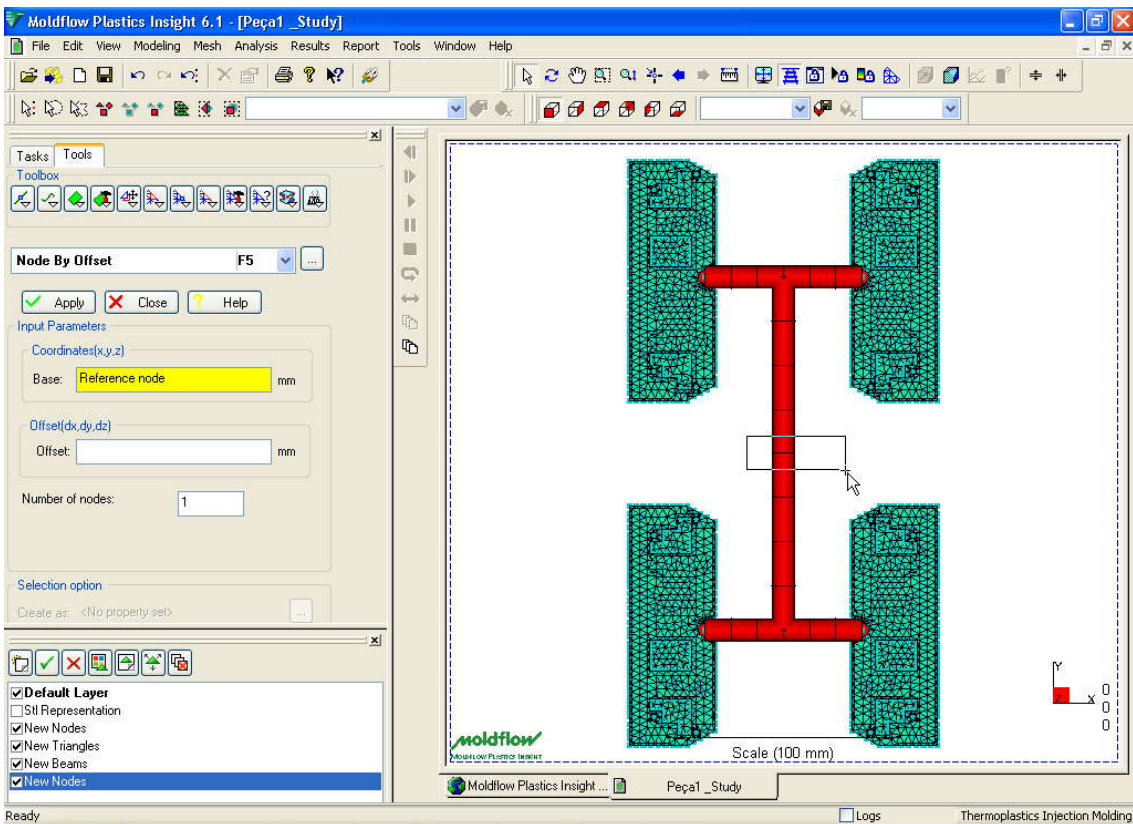 Moldflow Plastics Insight 6.1 - [Peça1 _Study]
File Edit View Modeling Mesh Analysis Results Report Tools Window Help
Tasks Tools
Toolbox
Node By Offset F5 ...
Apply Close Help
Input Parameters
Coordinates(x,y,z)
Base: Reference node mm
Offset(dx,dy,dz)
Offset: mm
Number of nodes: 1
Selection option
Create as: <No property set> ...
Default Layer
Stl Representation
New Nodes
New Triangles
New Beams
New Nodes
Y
Z X
0
0
0
moldflow
MOLDFLOW PLASTICS INSIGHT
Scale (100 mm)
Moldflow Plastics Insight ... Peça1 _Study
Ready Logs Thermoplastics Injection Molding